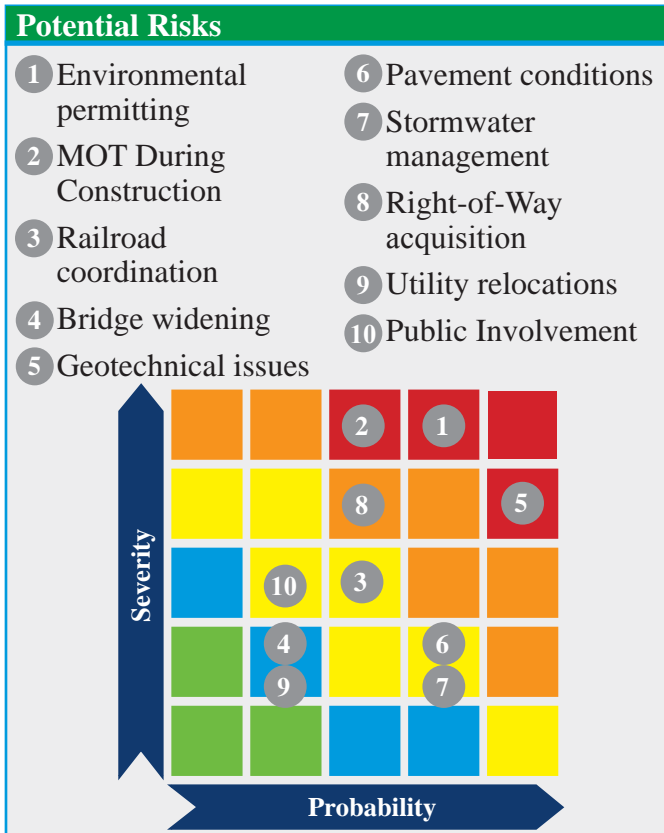 Potential Risks
1 Environmental
permitting
2 MOT During
Construction
3 Railroad
coordination
4 Bridge widening
5 Geotechnical issues
6 Pavement conditions
7 Stormwater
management
8 Right-of-Way
acquisition
9 Utility relocations
10 Public Involvement
Severity
2 1
8 5
10 3
4 6
9 7
Probability